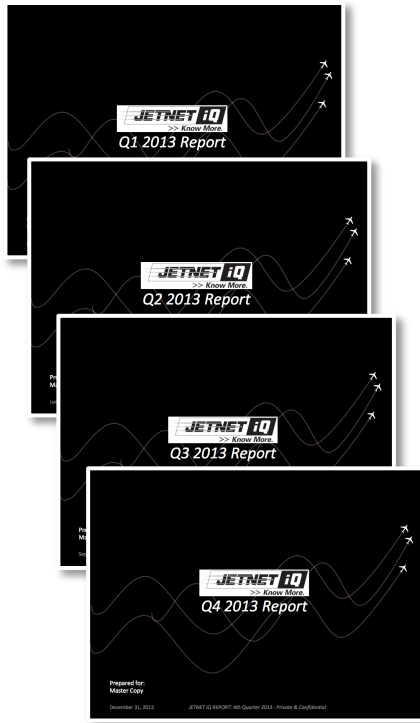 JETNET iQ
>> Know More.
Q1 2013 Report
JETNET iQ
>> Know More.
Q2 2013 Report
JETNET iQ
>> Know More.
Q3 2013 Report
JETNET iQ
>> Know More.
Q4 2013 Report
Prepared for:
Master Copy
December 31, 2013 JETNET iQ REPORT: 4th Quarter 2013 - Private & Confidential